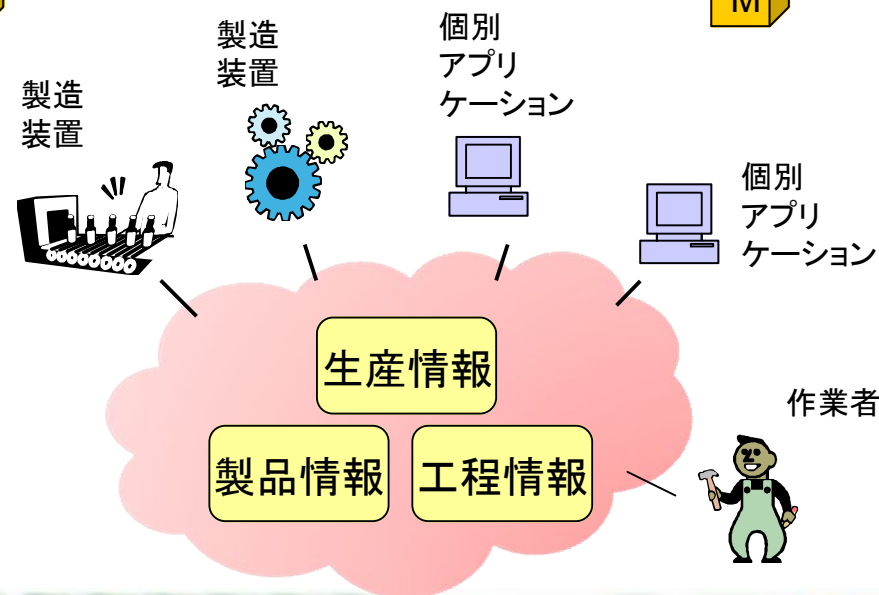 M
製造
装置
個別
アプリ
ケーション
製造
装置
個別
アプリ
ケーション
生産情報
製品情報
工程情報
作業者